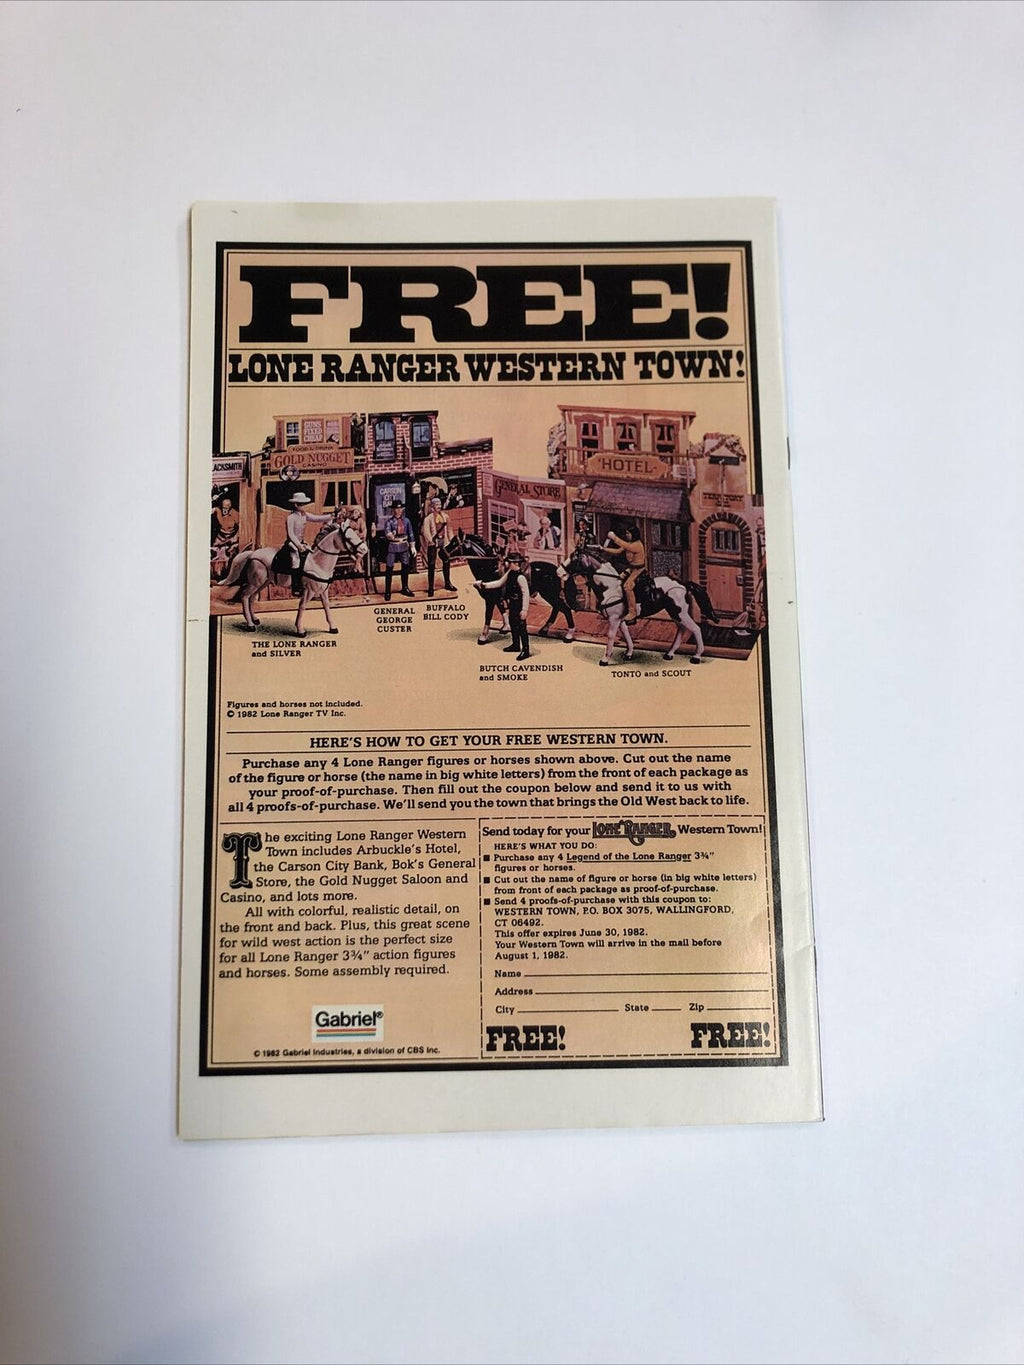 FREE!
LONE RANGER WESTERN TOWN!
GUNS
FIXED
CHEAP
FOOD & DRINK
GOLD NUGGET
CASINO
LACKSMITH
CARSON
CITY
HOTEL
GENERAL STORE
THE LONE RANGER
and SILVER
GENERAL
GEORGE
CUSTER
BUFFALO
BILL CODY
BUTCH CAVENDISH
and SMOKE
TONTO and SCOUT
Figures and horses not included.
© 1982 Lone Ranger TV Inc.
HERE'S HOW TO GET YOUR FREE WESTERN TOWN.
Purchase any 4 Lone Ranger figures or horses shown above. Cut out the name
of the figure or horse (the name in big white letters) from the front of each package as
your proof-of-purchase. Then fill out the coupon below and send it to us with
all 4 proofs-of-purchase. We'll send you the town that brings the Old West back to life.
The exciting Lone Ranger Western
Town includes Arbuckle's Hotel,
the Carson City Bank, Bok's General
Store, the Gold Nugget Saloon and
Casino, and lots more.
All with colorful, realistic detail, on
the front and back. Plus, this great scene
for wild west action is the perfect size
for all Lone Ranger 3¾" action figures
and horses. Some assembly required.
Gabriel®
© 1982 Gabriel Industries, a division of CBS Inc.
Send today for your LONE RANGER Western Town!
HERE'S WHAT YOU DO:
■ Purchase any 4 Legend of the Lone Ranger 3¾"
figures or horses.
■ Cut out the name of figure or horse (in big white letters)
from front of each package as proof-of-purchase.
■ Send 4 proofs-of-purchase with this coupon to:
WESTERN TOWN, P.O. BOX 3075, WALLINGFORD,
CT 06492.
This offer expires June 30, 1982.
Your Western Town will arrive in the mail before
August 1, 1982.
Name
Address
City State Zip
FREE! FREE!